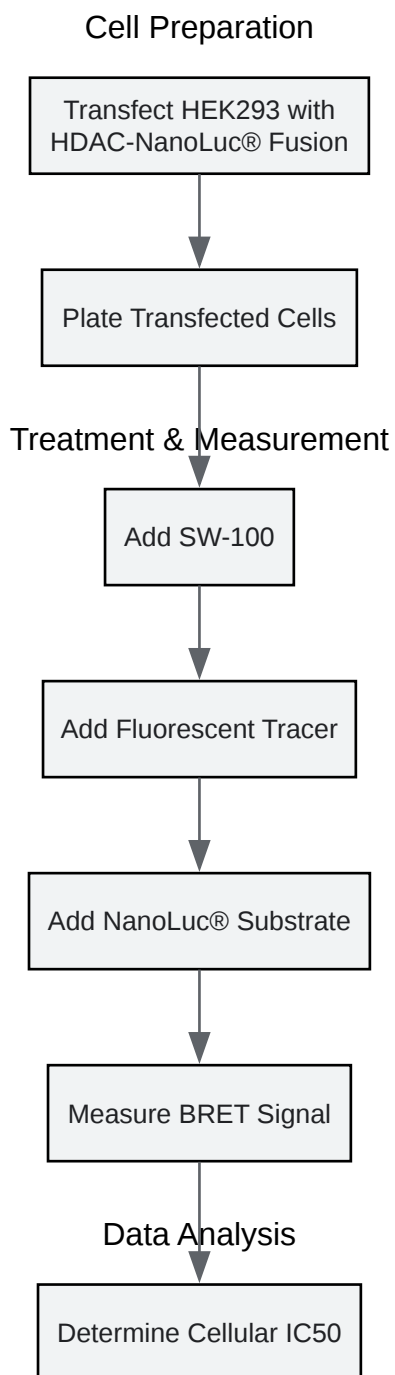 Cell Preparation
Transfect HEK293 with
HDAC-NanoLuc® Fusion
Plate Transfected Cells
Treatment & Measurement
Add SW-100
Add Fluorescent Tracer
Add NanoLuc® Substrate
Measure BRET Signal
Data Analysis
Determine Cellular IC50